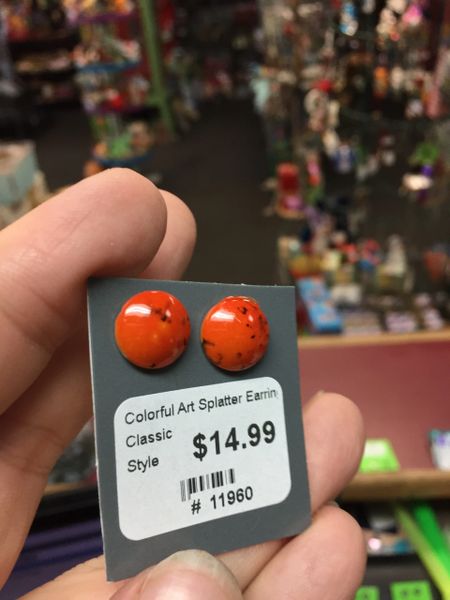 Colorful Art Splatter Earrin
Classic
Style
$14.99
# 11960